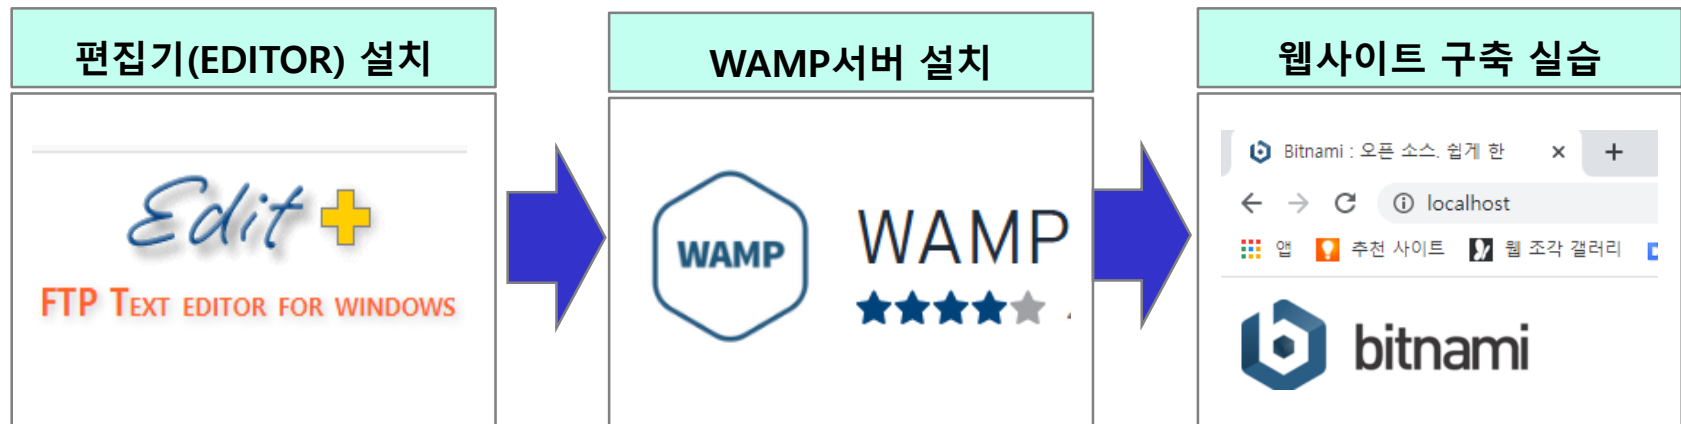 편집기(EDITOR) 설치
Edit+
FTP TEXT EDITOR FOR WINDOWS
WAMP서버 설치
WAMP
WAMP
웹사이트 구축 실습
Bitnami : 오픈 소스. 쉽게 한
localhost
앱 추천 사이트 웹 조각 갤러리
bitnami